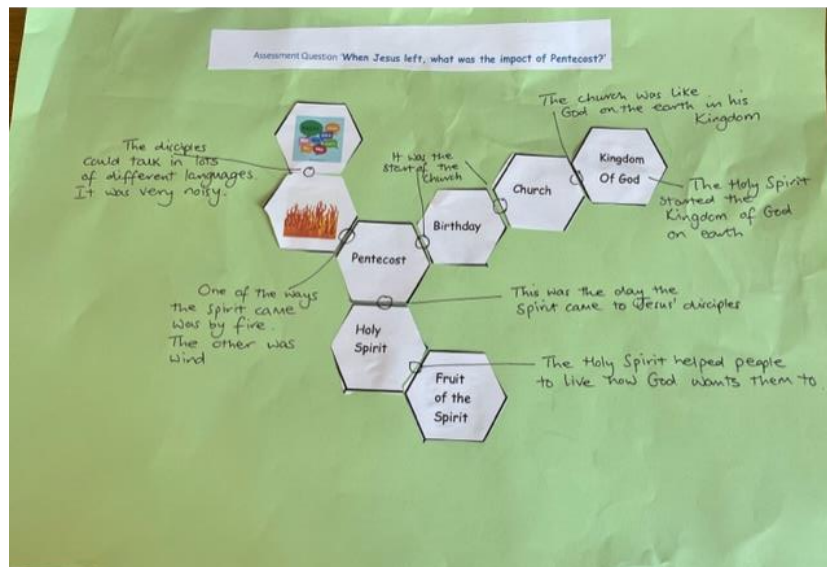 Assessment Question 'When Jesus left, what was the impact of Pentecost?'
The church was like
God on the earth in his
Kingdom
The disciples
could talk in lots
of different languages.
It was very noisy.
It was the
start of the
church
Kingdom
Of God
Church
Birthday
Pentecost
The Holy Spirit
started the
Kingdom of God
on earth
One of the ways
the spirit came
was by fire.
The other was
wind
This was the day the
Spirit came to Jesus' disciples
Holy
Spirit
The Holy Spirit helped people
to live how God wants them to.
Fruit
of the
Spirit